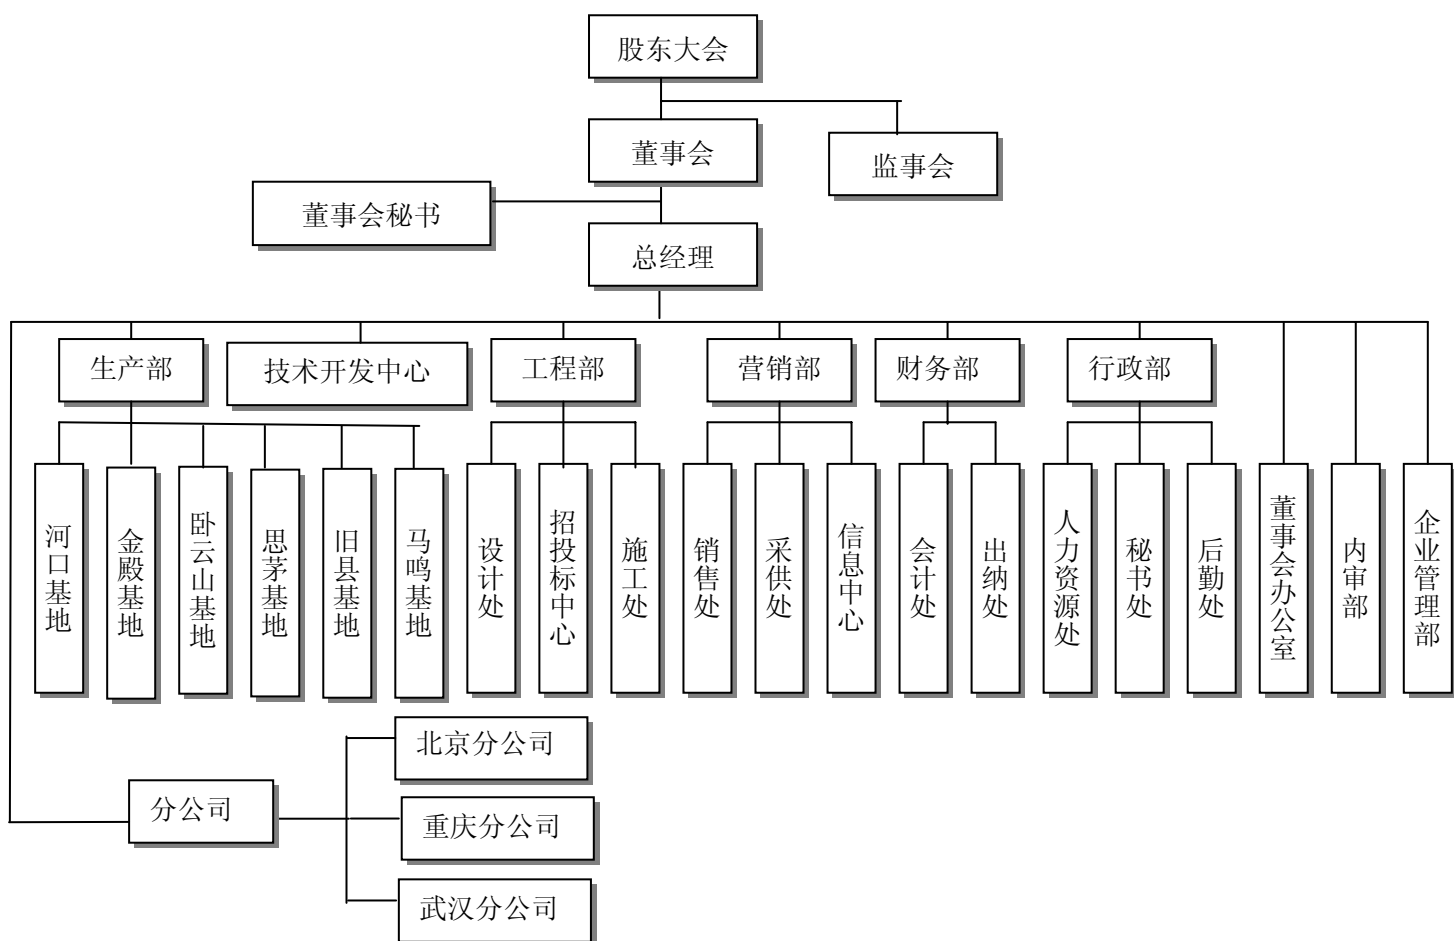 股东大会
董事会
监事会
董事会秘书
总经理
生产部
技术开发中心
工程部
营销部
财务部
行政部
河口基地
金殿基地
卧云山基地
思茅基地
旧县基地
马鸣基地
设计处
招投标中心
施工处
销售处
采供处
信息中心
会计处
出纳处
人力资源处
秘书处
后勤处
董事会办公室
内审部
企业管理部
北京分公司
分公司
重庆分公司
武汉分公司